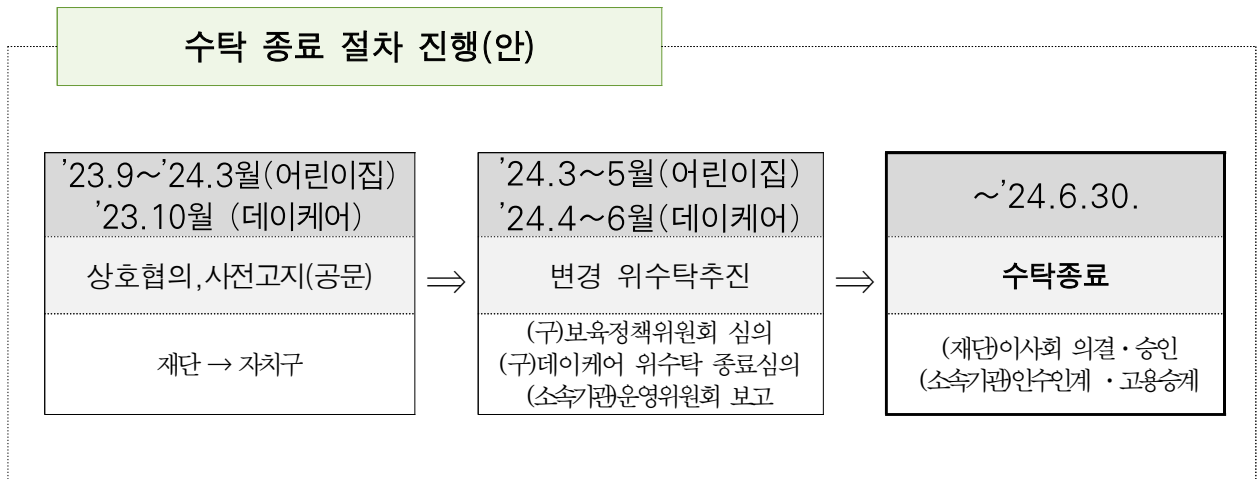 수탁 종료 절차 진행(안)
'23.9~'24.3월(어린이집)
'23.10월 (데이케어)
상호협의,사전고지(공문)
재단 → 자치구
⇒
'24.3~5월(어린이집)
'24.4~6월(데이케어)
변경 위수탁추진
(구)보육정책위원회 심의
(구)데이케어 위수탁 종료심의
(소속기관)운영위원회 보고
⇒
~'24.6.30.
수탁종료
(재단)이사회 의결·승인
(소속기관)인수인계 ·고용승계